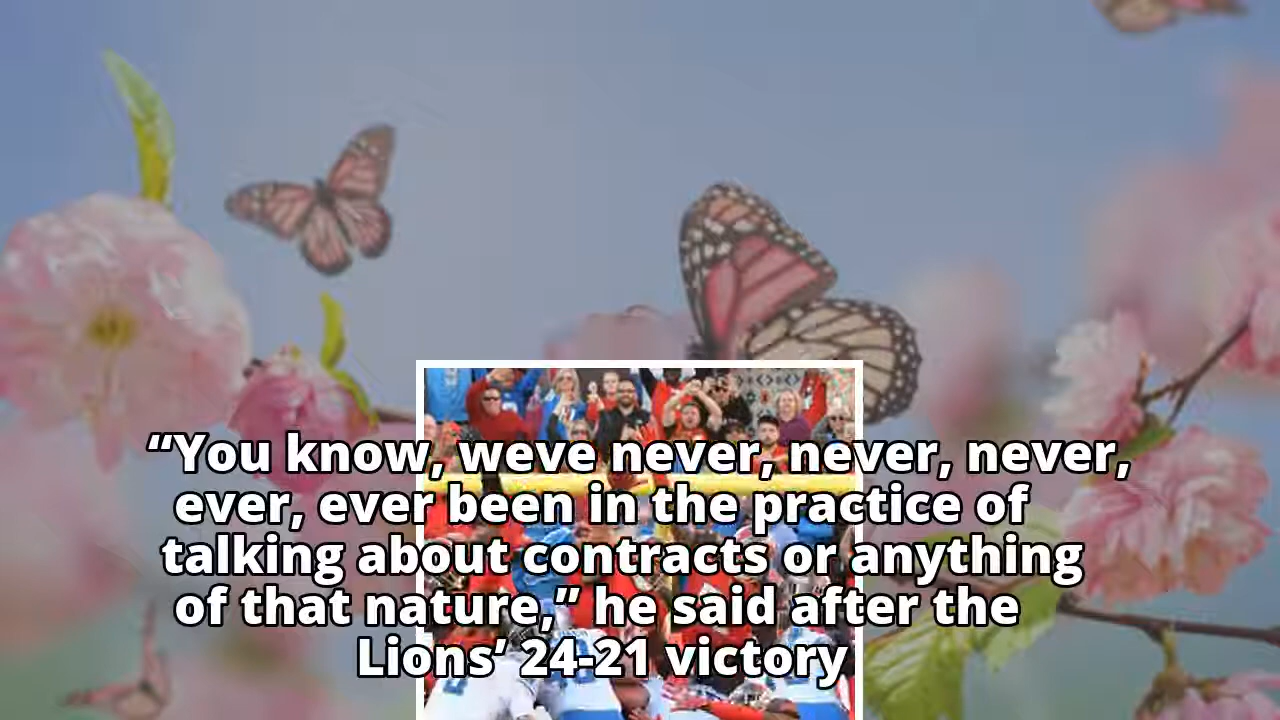 “You know, weve never, never, never,
ever, ever been in the practice of
talking about contracts or anything
of that nature,” he said after the
Lions’ 24-21 victory